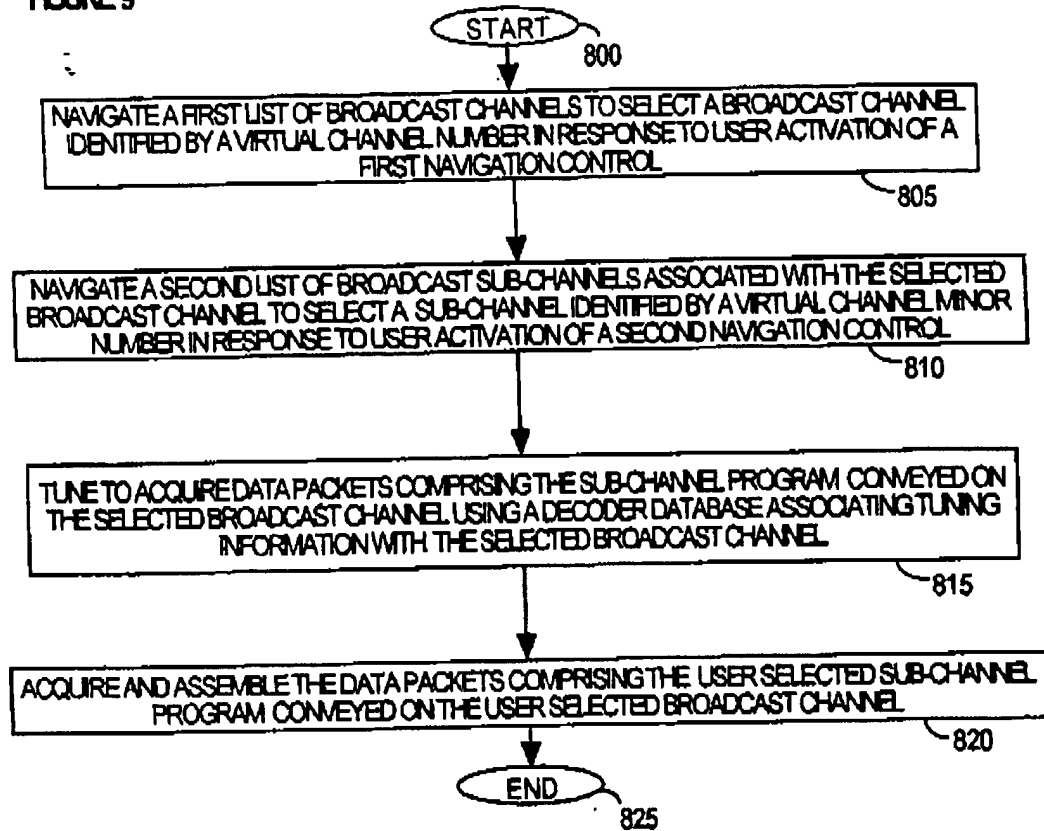 FIGURE 9
START
800
NAVIGATE A FIRST LIST OF BROADCAST CHANNELS TO SELECT A BROADCAST CHANNEL
IDENTIFIED BY A VIRTUAL CHANNEL NUMBER IN RESPONSE TO USER ACTIVATION OF A
FIRST NAVIGATION CONTROL
805
NAVIGATE A SECOND LIST OF BROADCAST SUB-CHANNELS ASSOCIATED WITH THE SELECTED
BROADCAST CHANNEL TO SELECT A SUB-CHANNEL IDENTIFIED BY A VIRTUAL CHANNEL MINOR
NUMBER IN RESPONSE TO USER ACTIVATION OF A SECOND NAVIGATION CONTROL
810
TUNE TO ACQUIRE DATA PACKETS COMPRISING THE SUB-CHANNEL PROGRAM CONVEYED ON
THE SELECTED BROADCAST CHANNEL USING A DECODER DATABASE ASSOCIATING TUNING
INFORMATION WITH THE SELECTED BROADCAST CHANNEL
815
ACQUIRE AND ASSEMBLE THE DATA PACKETS COMPRISING THE USER SELECTED SUB-CHANNEL
PROGRAM CONVEYED ON THE USER SELECTED BROADCAST CHANNEL
820
END
825